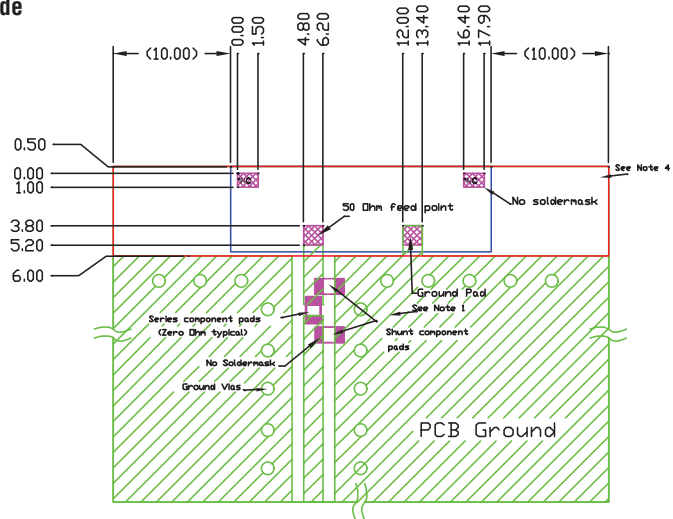 de
0.00
1.50
4.80
6.20
12.00
13.40
16.40
17.90
(10.00)
(10.00)
0.50
0.00
1.00
3.80
5.20
6.00
See Note 4
No soldermask
50 Ohm feed point
Ground Pad
See Note 1
Series component pads
(Zero Ohm typical)
Shunt component
pads
No Soldermask
Ground Vias
PCB Ground